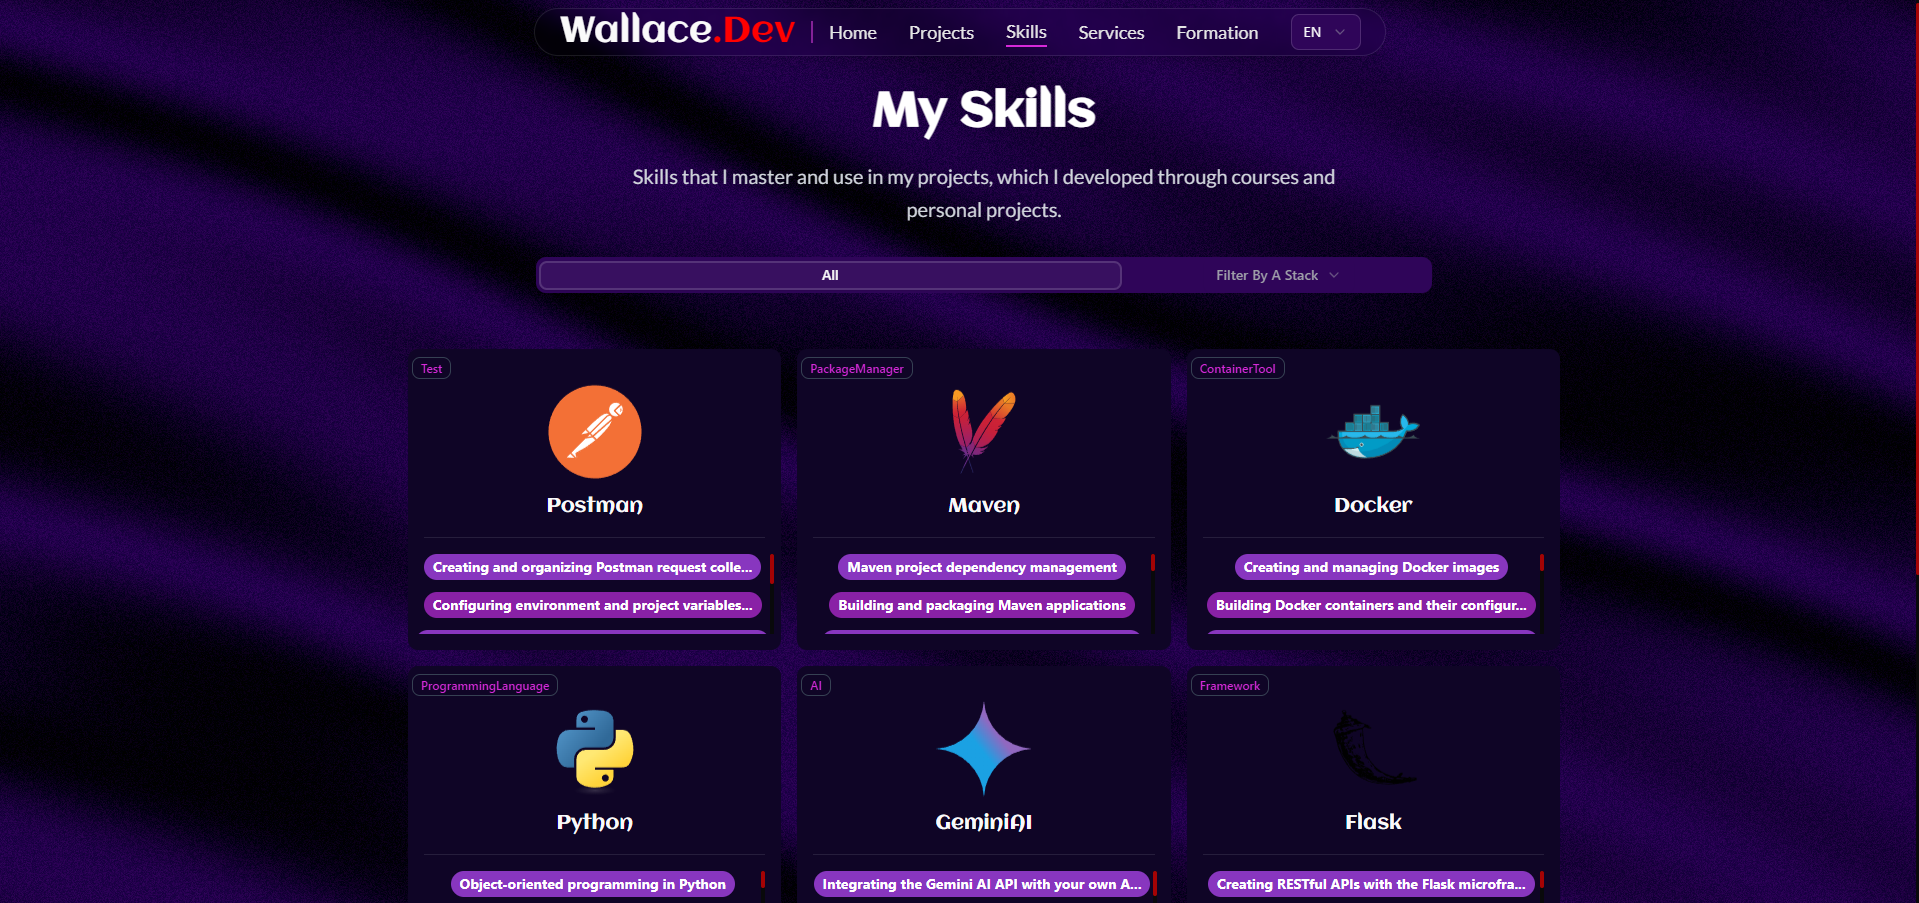 Wallace.Dev
Home
Projects
Skills
Services
Formation
EN
My Skills
Skills that I master and use in my projects, which I developed through courses and
personal projects.
All
Filter By A Stack
Test
Postman
Creating and organizing Postman request colle...
Configuring environment and project variables...
PackageManager
Maven
Maven project dependency management
Building and packaging Maven applications
ContainerTool
Docker
Creating and managing Docker images
Building Docker containers and their configur...
ProgrammingLanguage
Python
Object-oriented programming in Python
AI
GeminiAI
Integrating the Gemini AI API with your own A...
Framework
Flask
Creating RESTful APIs with the Flask microfra...